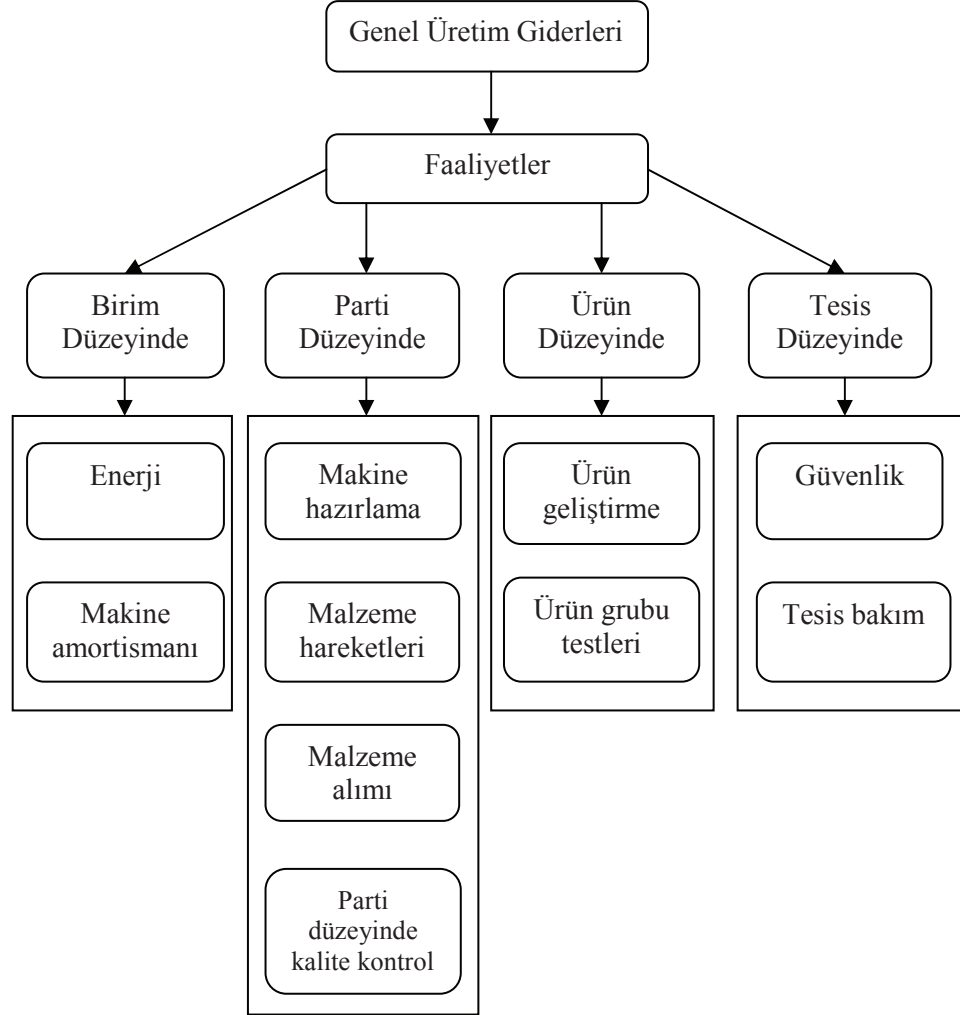 Genel Üretim Giderleri
Faaliyetler
Birim
Düzeyinde
Parti
Düzeyinde
Ürün
Düzeyinde
Tesis
Düzeyinde
Enerji
Makine
amortismanı
Makine
hazırlama
Malzeme
hareketleri
Malzeme
alımı
Parti
düzeyinde
kalite kontrol
Ürün
geliştirme
Ürün grubu
testleri
Güvenlik
Tesis bakım